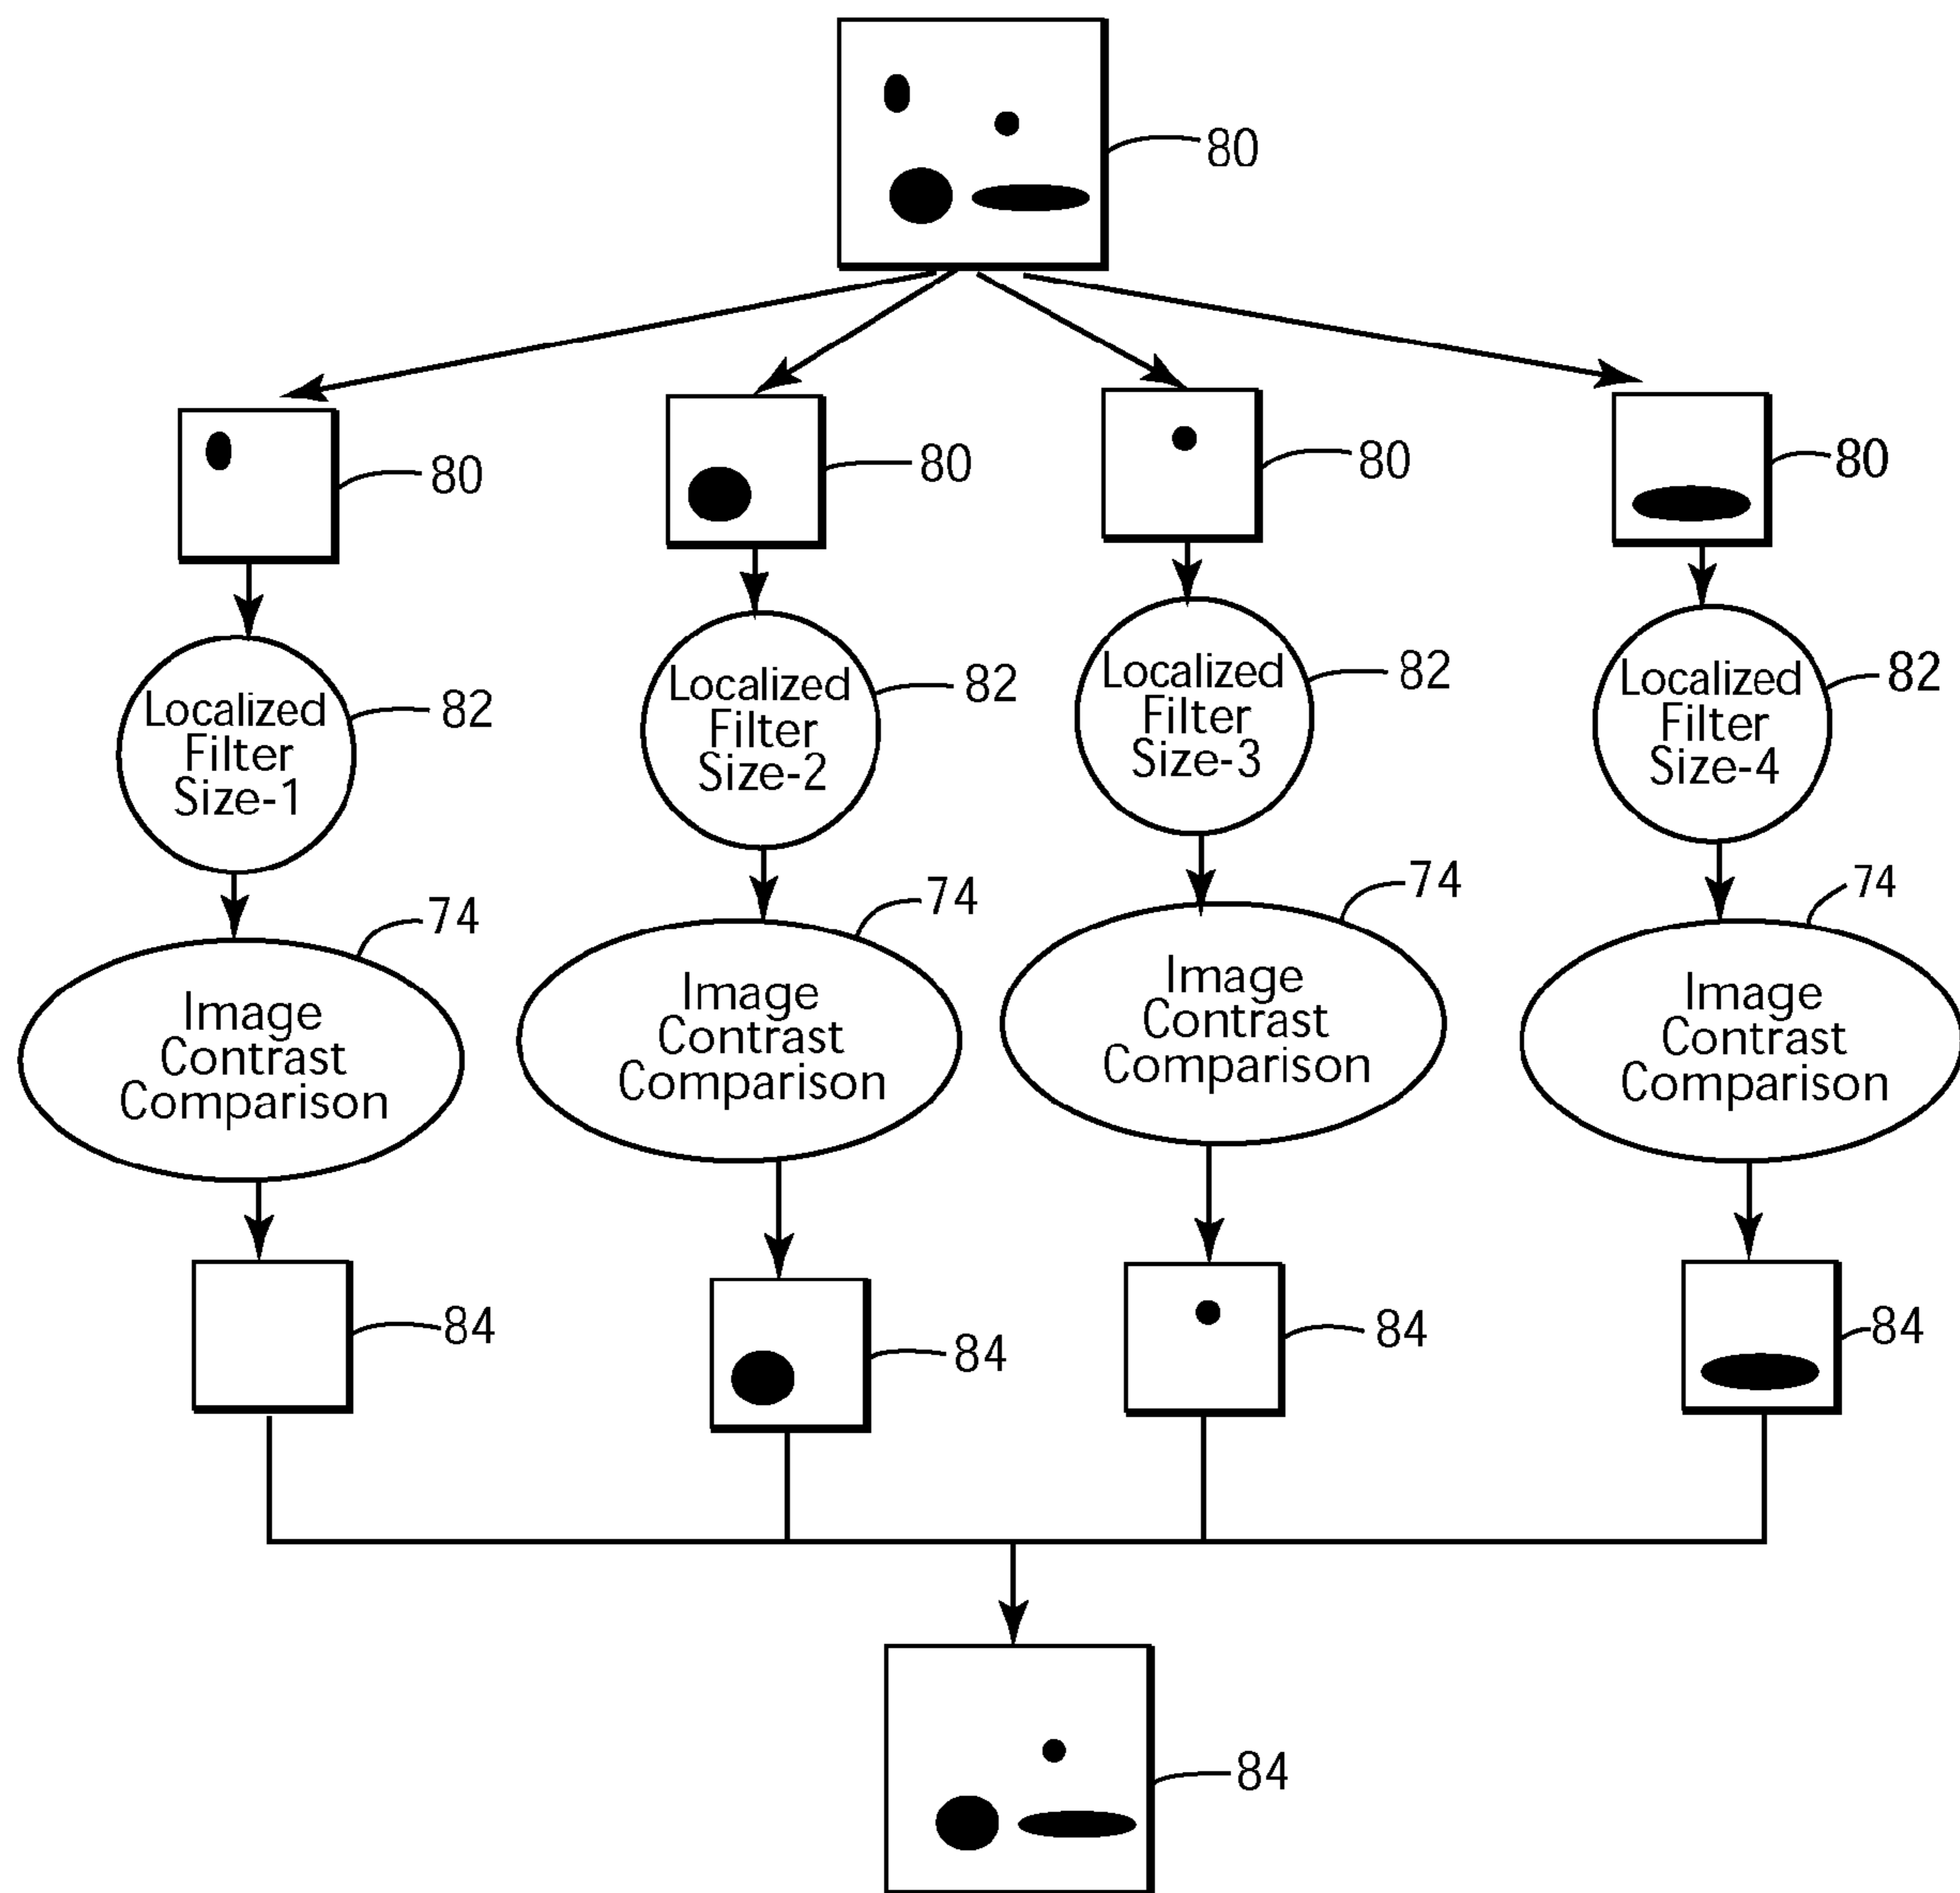 80
80
80
80
80
Localized
Filter
Size-1
82
Localized
Filter
Size-2
82
Localized
Filter
Size-3
82
Localized
Filter
Size-4
82
74
Image
Contrast
Comparison
74
Image
Contrast
Comparison
74
Image
Contrast
Comparison
74
Image
Contrast
Comparison
84
84
84
84
84